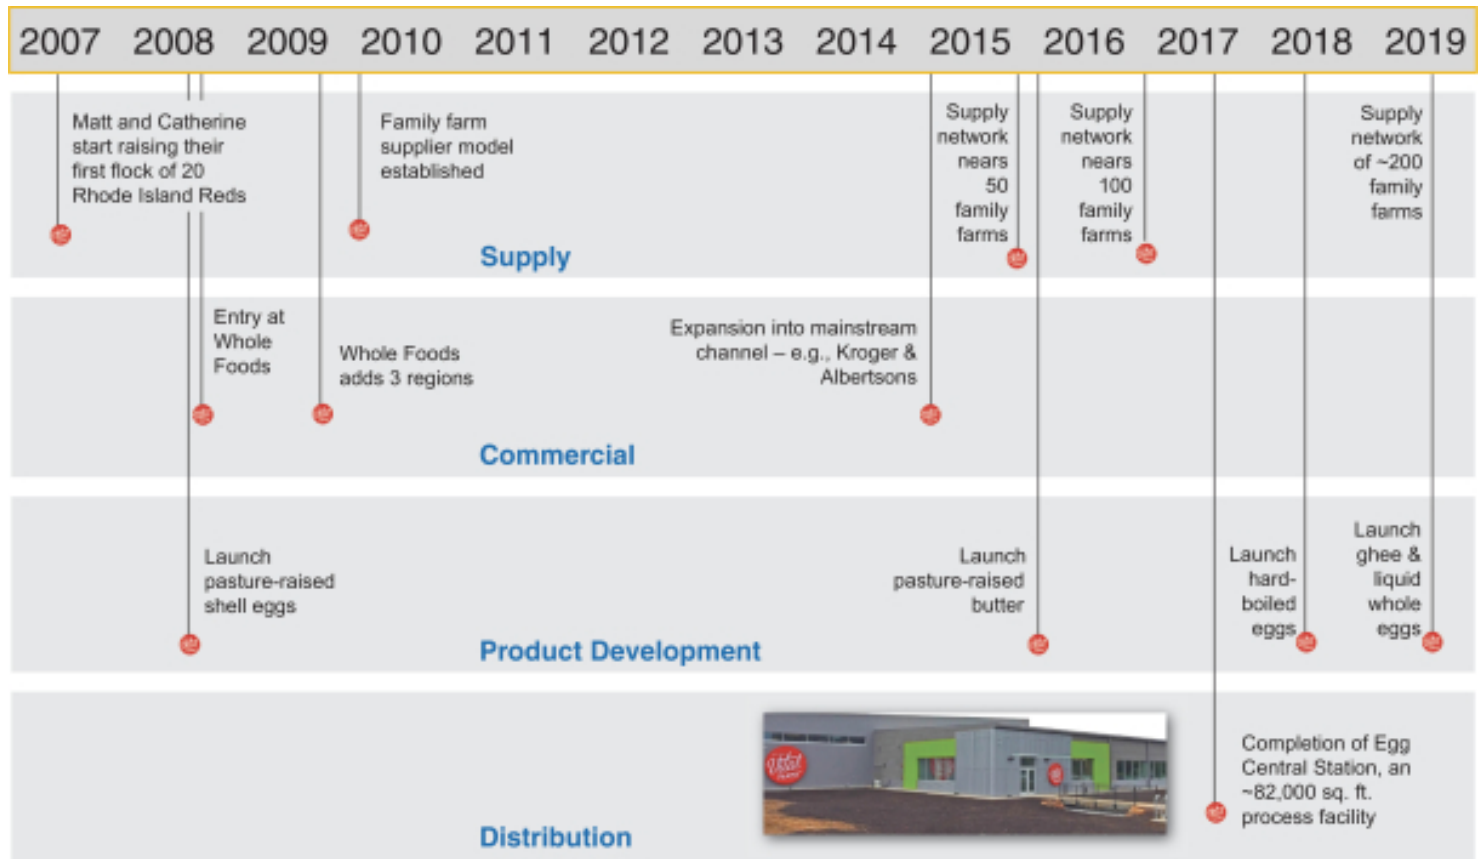 2007 2008 2009 2010 2011 2012 2013 2014 2015 2016 2017 2018 2019
Matt and Catherine
start raising their
first flock of 20
Rhode Island Reds
Family farm
supplier model
established
Supply
network
nears
50
family
farms
Supply
network
nears
100
family
farms
Supply
network
of ~200
family
farms
Supply
Entry at
Whole
Foods
Whole Foods
adds 3 regions
Expansion into mainstream
channel – e.g., Kroger &
Albertsons
Commercial
Launch
pasture-raised
shell eggs
Launch
pasture-raised
butter
Launch
hard-
boiled
eggs
Launch
ghee &
liquid
whole
eggs
Product Development
Vital
Completion of Egg
Central Station, an
~82,000 sq. ft.
process facility
Distribution